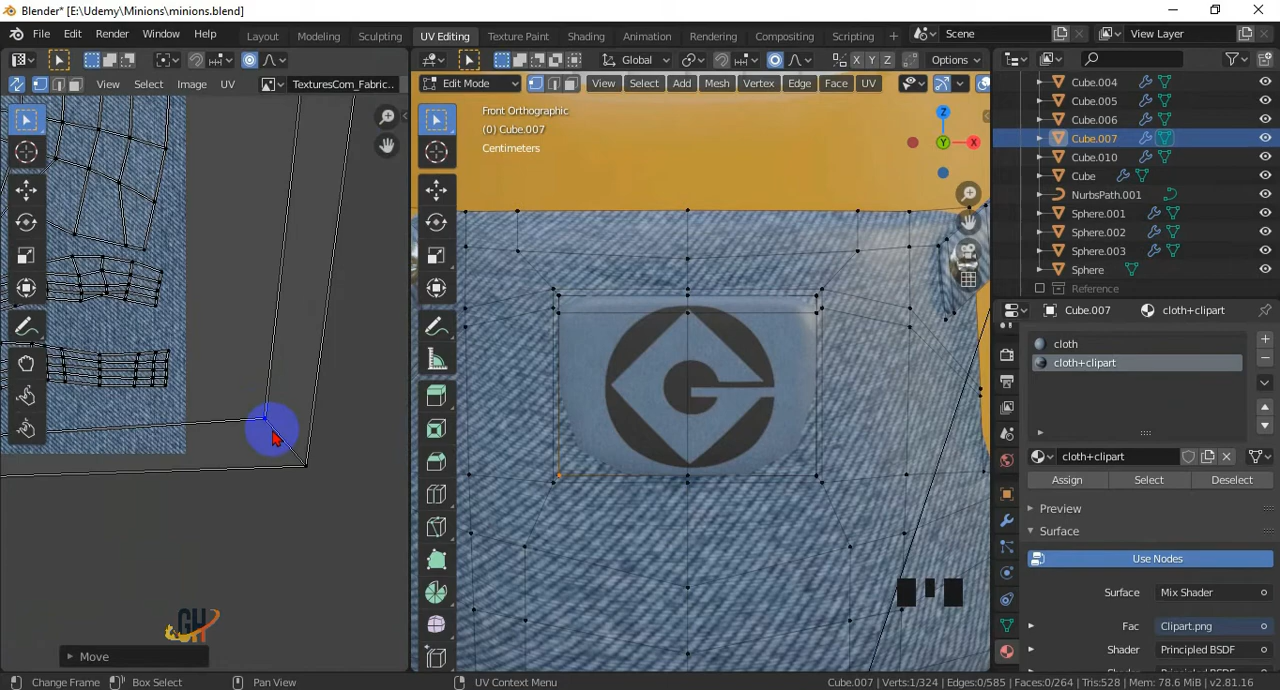 Blender* [E:\Udemy\Minions\minions.blend]
File Edit Render Window Help
Layout Modeling Sculpting UV Editing Texture Paint Shading Animation Rendering Compositing Scripting +
Scene View Layer
Global X Y Z Options
View Select Image UV TexturesCom_Fabric..
Edit Mode View Select Add Mesh Vertex Edge Face UV
Front Orthographic
(0) Cube.007
Centimeters
Z
X
Y
Cube.004
Cube.005
Cube.006
Cube.007
Cube.010
Cube
NurbsPath.001
Sphere.001
Sphere.002
Sphere.003
Sphere
Reference
Cube.007 cloth+clipart
cloth
cloth+clipart
cloth+clipart
Assign Select Deselect
Preview
Surface
Use Nodes
Surface Mix Shader
Fac Clipart.png
Shader Principled BSDF
Shader Principled BSDF
GH
Move
Change Frame Box Select Pan View UV Context Menu Cube.007 | Verts:1/324 | Edges:0/585 | Faces:0/264 | Tris:528 | Mem: 78.6 MiB | v2.81.16